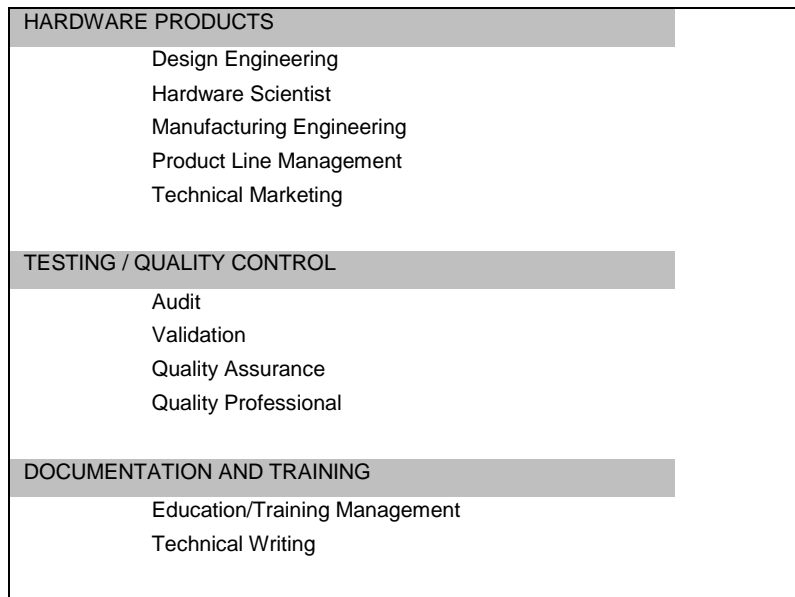 HARDWARE PRODUCTS
Design Engineering
Hardware Scientist
Manufacturing Engineering
Product Line Management
Technical Marketing
TESTING / QUALITY CONTROL
Audit
Validation
Quality Assurance
Quality Professional
DOCUMENTATION AND TRAINING
Education/Training Management
Technical Writing